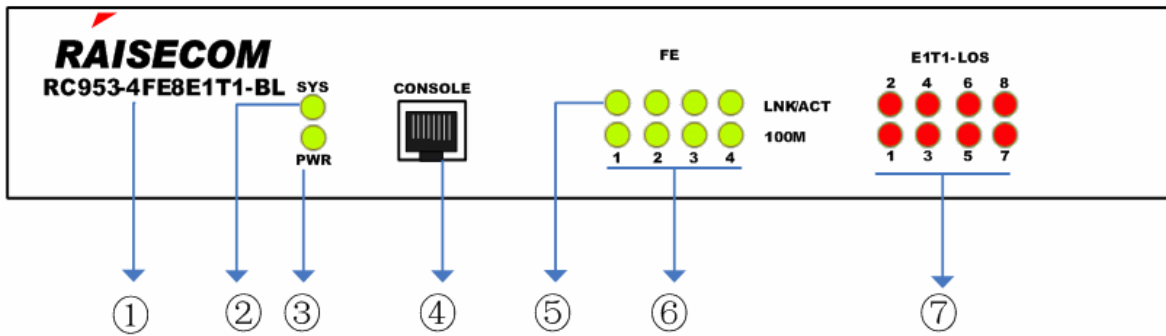 RAISECOM
RC953-4FE8E1T1-BL
SYS
PWR
CONSOLE
FE
LNK/ACT
100M
1 2 3 4
E1T1-LOS
2 4 6 8
1 3 5 7
① ② ③ ④ ⑤ ⑥ ⑦